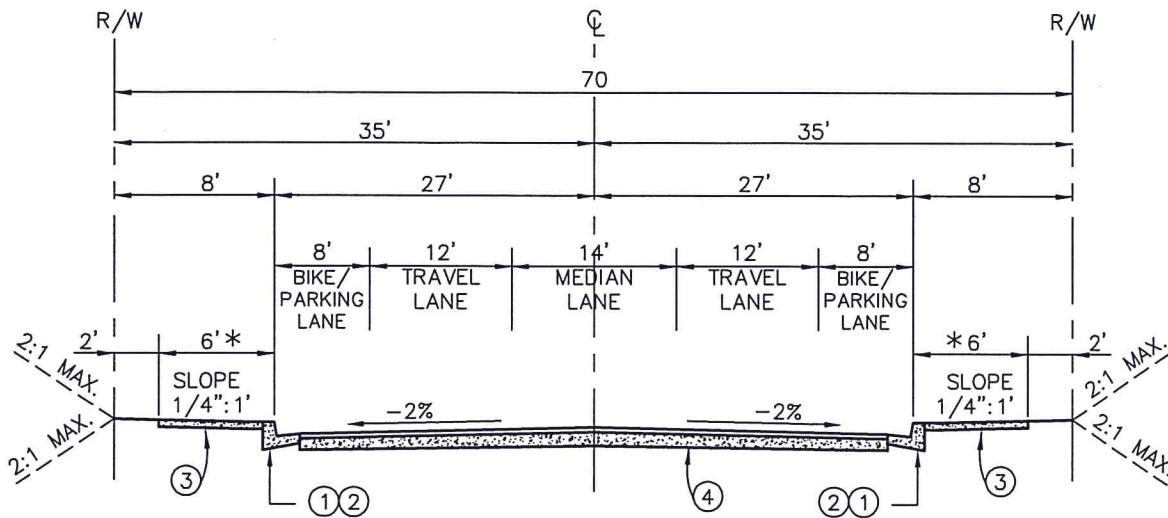 R/W ℄ R/W
70
35' 35'
8' 27' 27' 8'
8' 12' 14' 12' 8'
BIKE/ TRAVEL MEDIAN TRAVEL BIKE/
PARKING LANE LANE LANE PARKING
LANE LANE
2' 6'* *6' 2'
2:1 MAX. SLOPE SLOPE 2:1 MAX.
1/4":1' 1/4":1'
-2% -2%
2:1 MAX. 2:1 MAX.
3 1 2 4 2 1 3